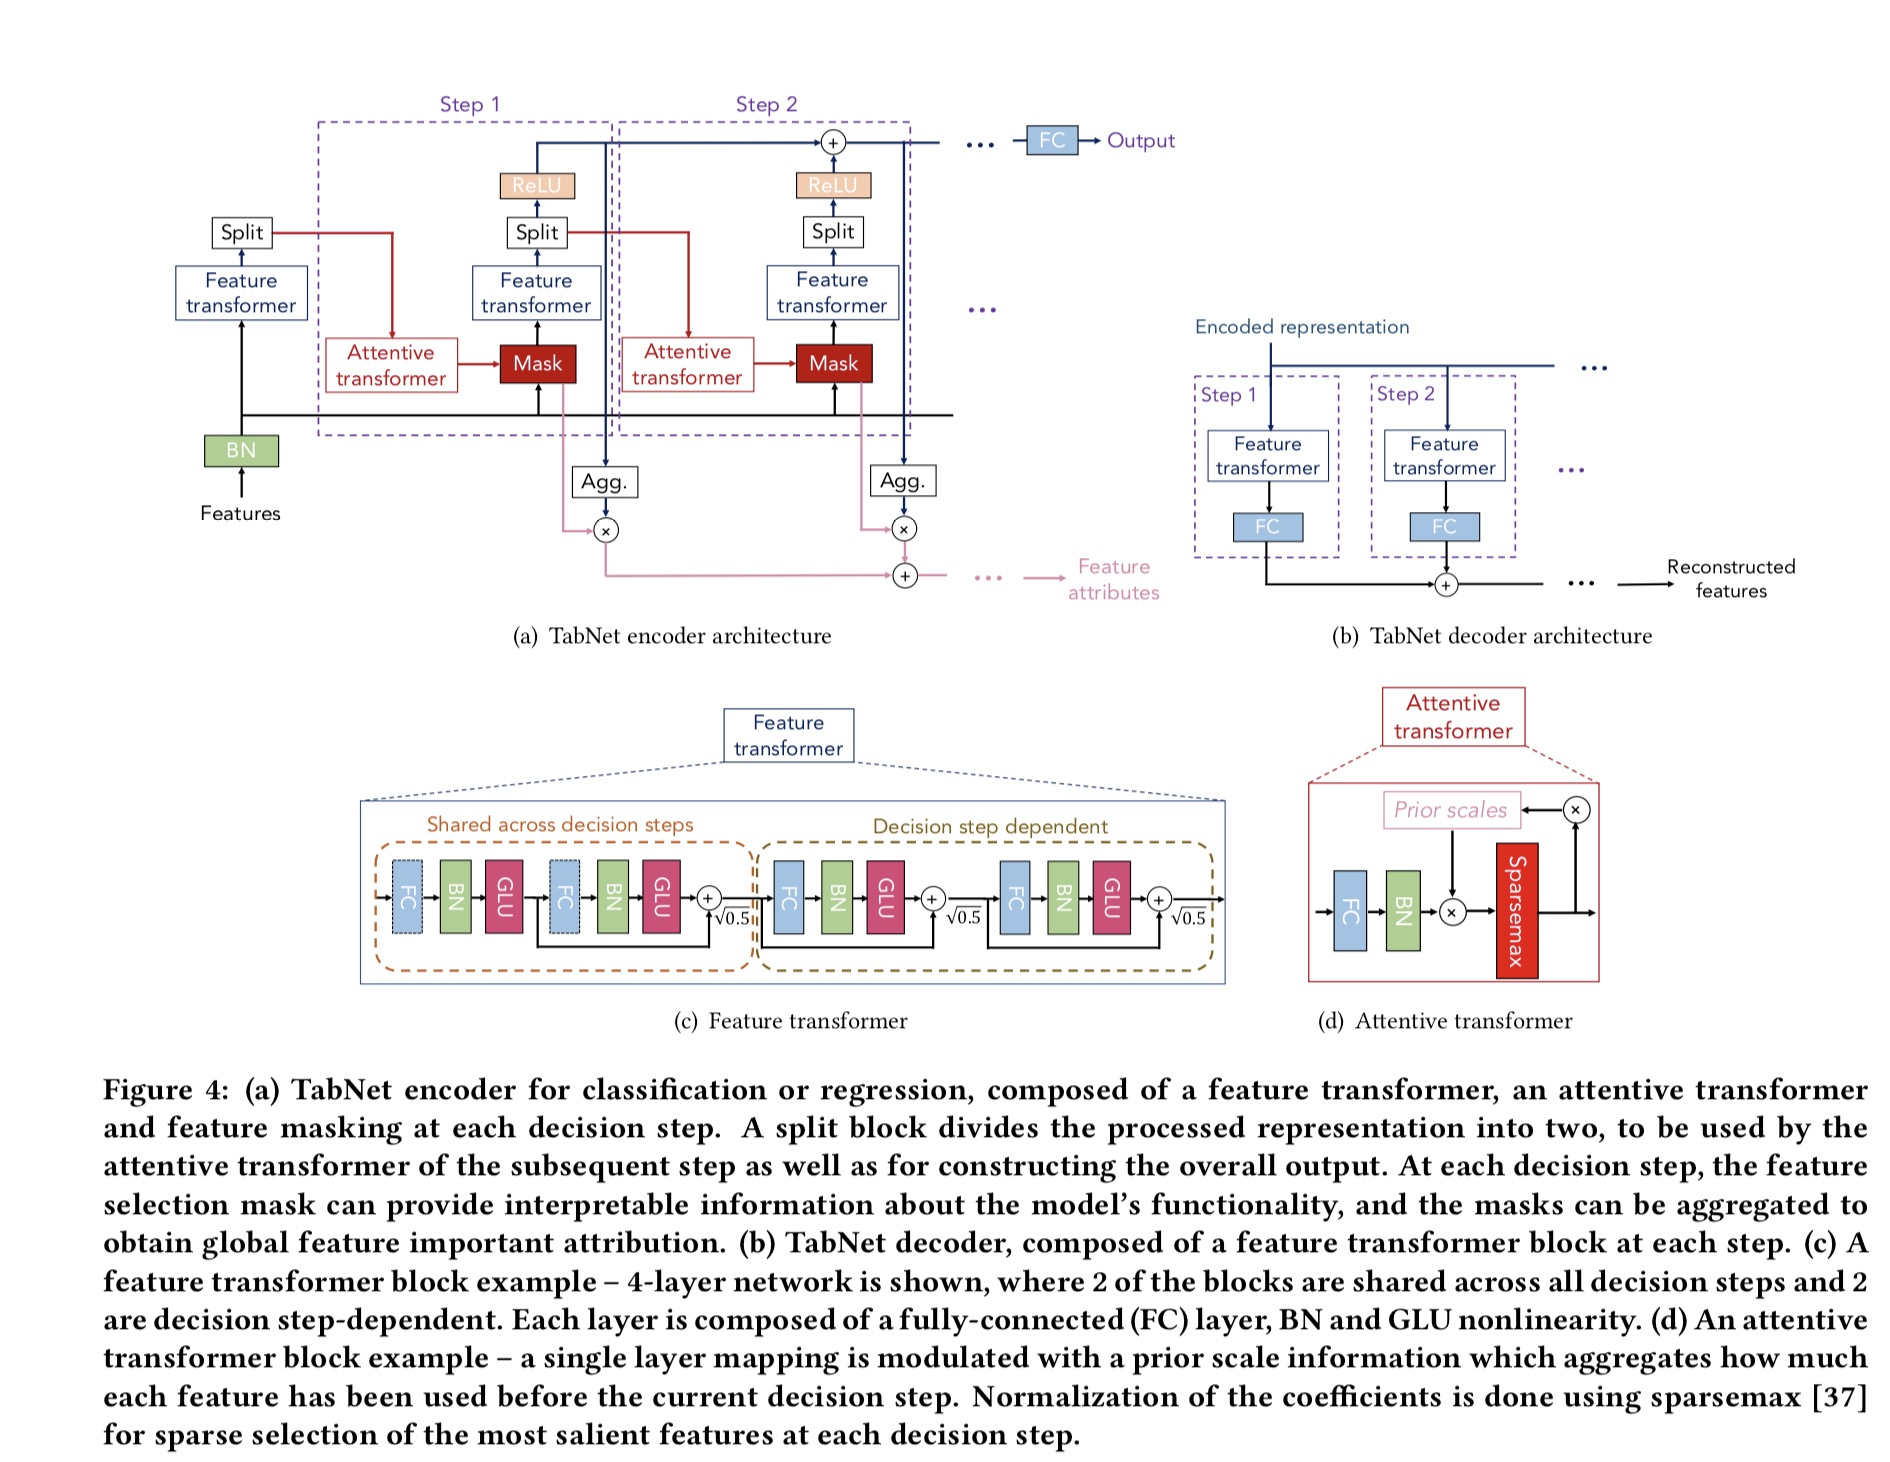 Step 1
Step 2
FC
Output
ReLU
ReLU
Split
Split
Split
Feature
transformer
Feature
transformer
Feature
transformer
Attentive
transformer
Mask
Attentive
transformer
Mask
BN
Features
Agg.
Agg.
Feature
attributes
(a) TabNet encoder architecture
Encoded representation
Step 1
Step 2
Feature
transformer
Feature
transformer
FC
FC
Reconstructed
features
(b) TabNet decoder architecture
Feature
transformer
Shared across decision steps
Decision step dependent
FC
BN
GLU
FC
BN
GLU
√0.5
FC
BN
GLU
√0.5
FC
BN
GLU
√0.5
(c) Feature transformer
Attentive
transformer
Prior scales
FC
BN
Sparsemax
(d) Attentive transformer
Figure 4: (a) TabNet encoder for classification or regression, composed of a feature transformer, an attentive transformer
and feature masking at each decision step. A split block divides the processed representation into two, to be used by the
attentive transformer of the subsequent step as well as for constructing the overall output. At each decision step, the feature
selection mask can provide interpretable information about the model's functionality, and the masks can be aggregated to
obtain global feature important attribution. (b) TabNet decoder, composed of a feature transformer block at each step. (c) A
feature transformer block example – 4-layer network is shown, where 2 of the blocks are shared across all decision steps and 2
are decision step-dependent. Each layer is composed of a fully-connected (FC) layer, BN and GLU nonlinearity. (d) An attentive
transformer block example – a single layer mapping is modulated with a prior scale information which aggregates how much
each feature has been used before the current decision step. Normalization of the coefficients is done using sparsemax [37]
for sparse selection of the most salient features at each decision step.